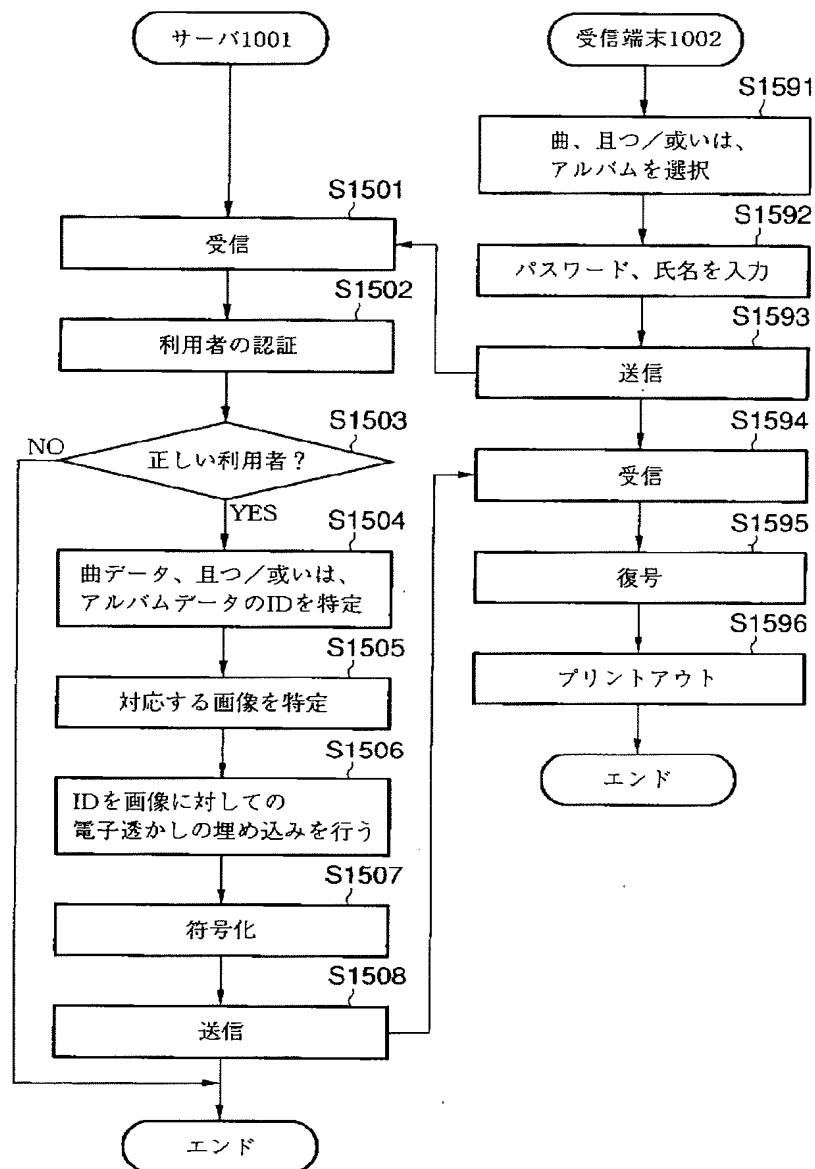 サーバ1001
S1501
受信
S1502
利用者の認証
S1503
正しい利用者？
NO
YES
S1504
曲データ、且つ／或いは、
アルバムデータのIDを特定
S1505
対応する画像を特定
S1506
IDを画像に対しての
電子透かしの埋め込みを行う
S1507
符号化
S1508
送信
エンド
受信端末1002
S1591
曲、且つ／或いは、
アルバムを選択
S1592
パスワード、氏名を入力
S1593
送信
S1594
受信
S1595
復号
S1596
プリントアウト
エンド